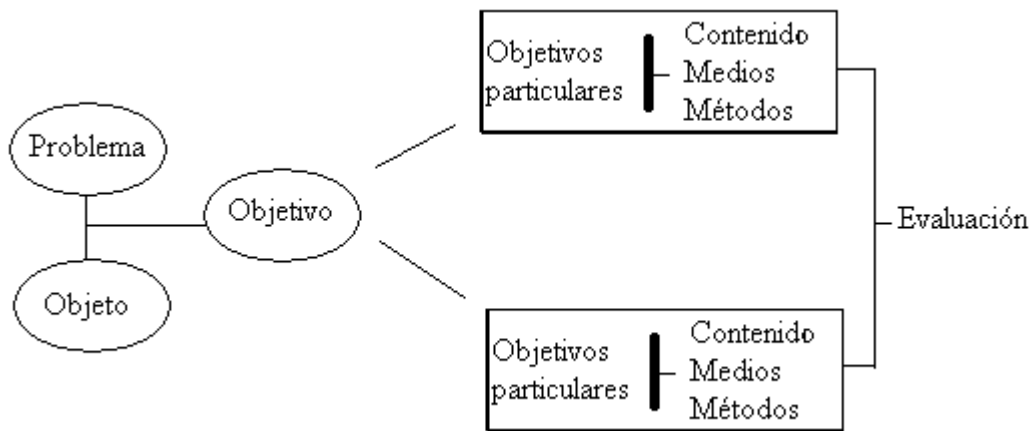 Problema
Objeto
Objetivo
Objetivos
particulares
Contenido
Medios
Métodos
Objetivos
particulares
Contenido
Medios
Métodos
Evaluación